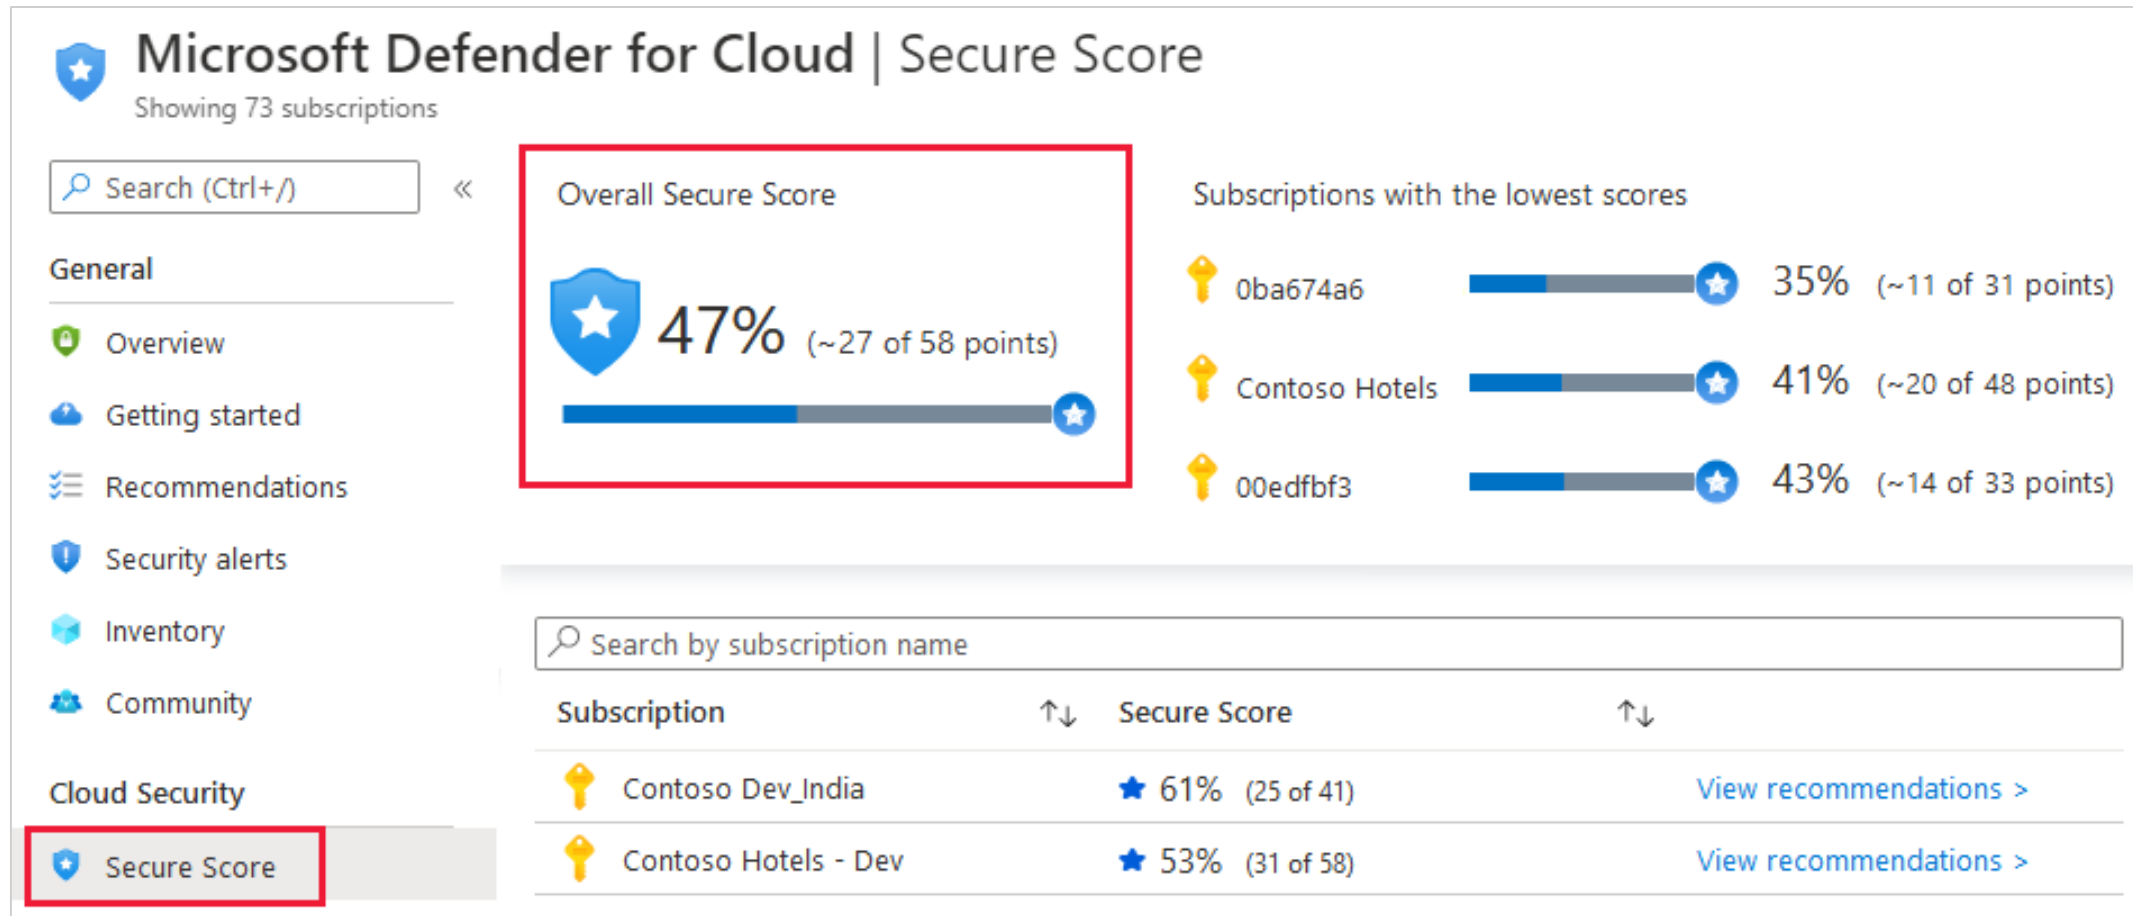 Microsoft Defender for Cloud | Secure Score
Showing 73 subscriptions
Search (Ctrl+/)
«
General
Overview
Getting started
Recommendations
Security alerts
Inventory
Community
Cloud Security
Secure Score
Overall Secure Score
47% (~27 of 58 points)
Subscriptions with the lowest scores
0ba674a6 35% (~11 of 31 points)
Contoso Hotels 41% (~20 of 48 points)
00edfbf3 43% (~14 of 33 points)
Search by subscription name
Subscription ↑↓ Secure Score ↑↓
Contoso Dev_India 61% (25 of 41) View recommendations >
Contoso Hotels - Dev 53% (31 of 58) View recommendations >